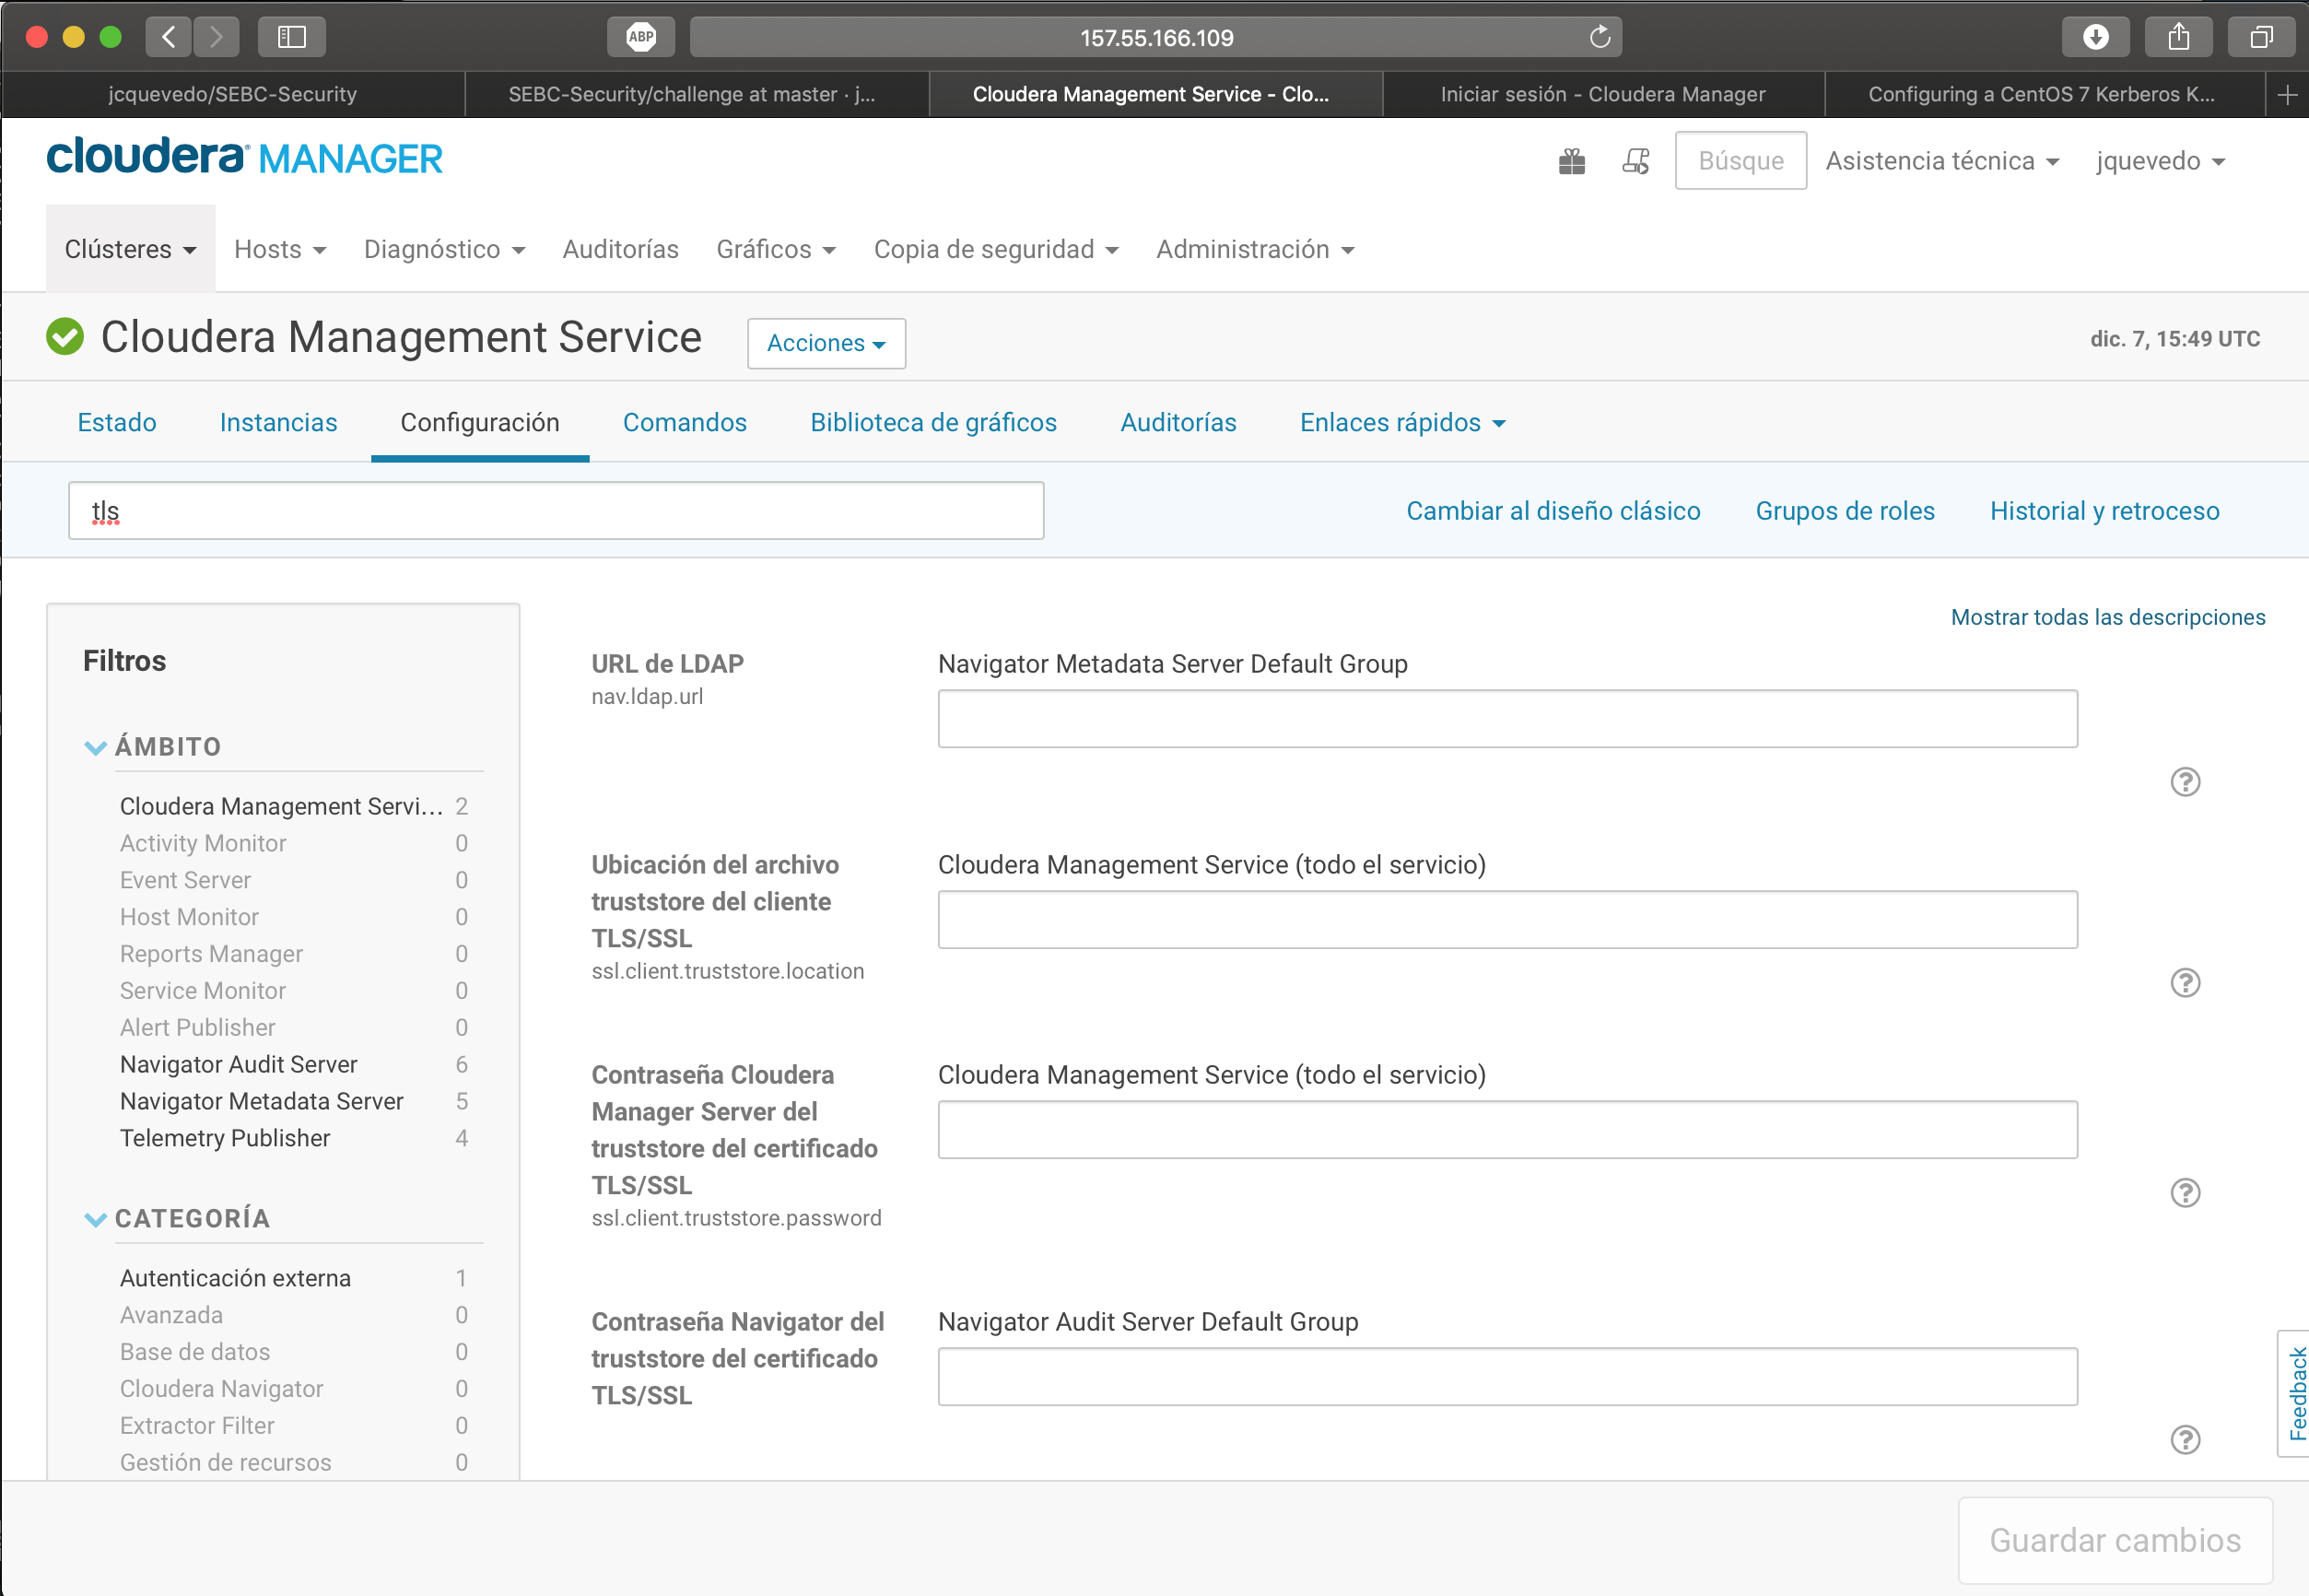 ABP
157.55.166.109
jcquevedo/SEBC-Security
SEBC-Security/challenge at master · j...
Cloudera Management Service - Clo...
Iniciar sesión - Cloudera Manager
Configuring a CentOS 7 Kerberos K...
cloudera MANAGER
Búsque
Asistencia técnica
jquevedo
Clústeres
Hosts
Diagnóstico
Auditorías
Gráficos
Copia de seguridad
Administración
Cloudera Management Service
Acciones
dic. 7, 15:49 UTC
Estado
Instancias
Configuración
Comandos
Biblioteca de gráficos
Auditorías
Enlaces rápidos
tls
Cambiar al diseño clásico
Grupos de roles
Historial y retroceso
Mostrar todas las descripciones
Filtros
ÁMBITO
Cloudera Management Servi... 2
Activity Monitor 0
Event Server 0
Host Monitor 0
Reports Manager 0
Service Monitor 0
Alert Publisher 0
Navigator Audit Server 6
Navigator Metadata Server 5
Telemetry Publisher 4
CATEGORÍA
Autenticación externa 1
Avanzada 0
Base de datos 0
Cloudera Navigator 0
Extractor Filter 0
Gestión de recursos 0
URL de LDAP
nav.ldap.url
Navigator Metadata Server Default Group
?
Ubicación del archivo
truststore del cliente
TLS/SSL
ssl.client.truststore.location
Cloudera Management Service (todo el servicio)
?
Contraseña Cloudera
Manager Server del
truststore del certificado
TLS/SSL
ssl.client.truststore.password
Cloudera Management Service (todo el servicio)
?
Contraseña Navigator del
truststore del certificado
TLS/SSL
Navigator Audit Server Default Group
?
Feedback
Guardar cambios